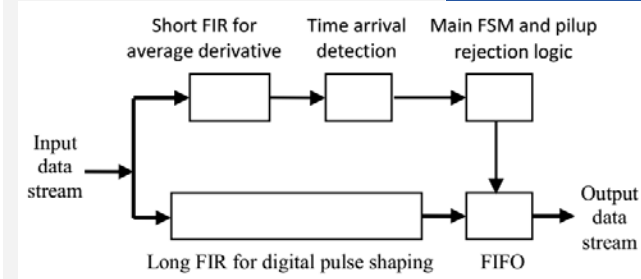 Short FIR for
average derivative
Time arrival
detection
Main FSM and pilup
rejection logic
Input
data
stream
Output
data
stream
Long FIR for digital pulse shaping
FIFO